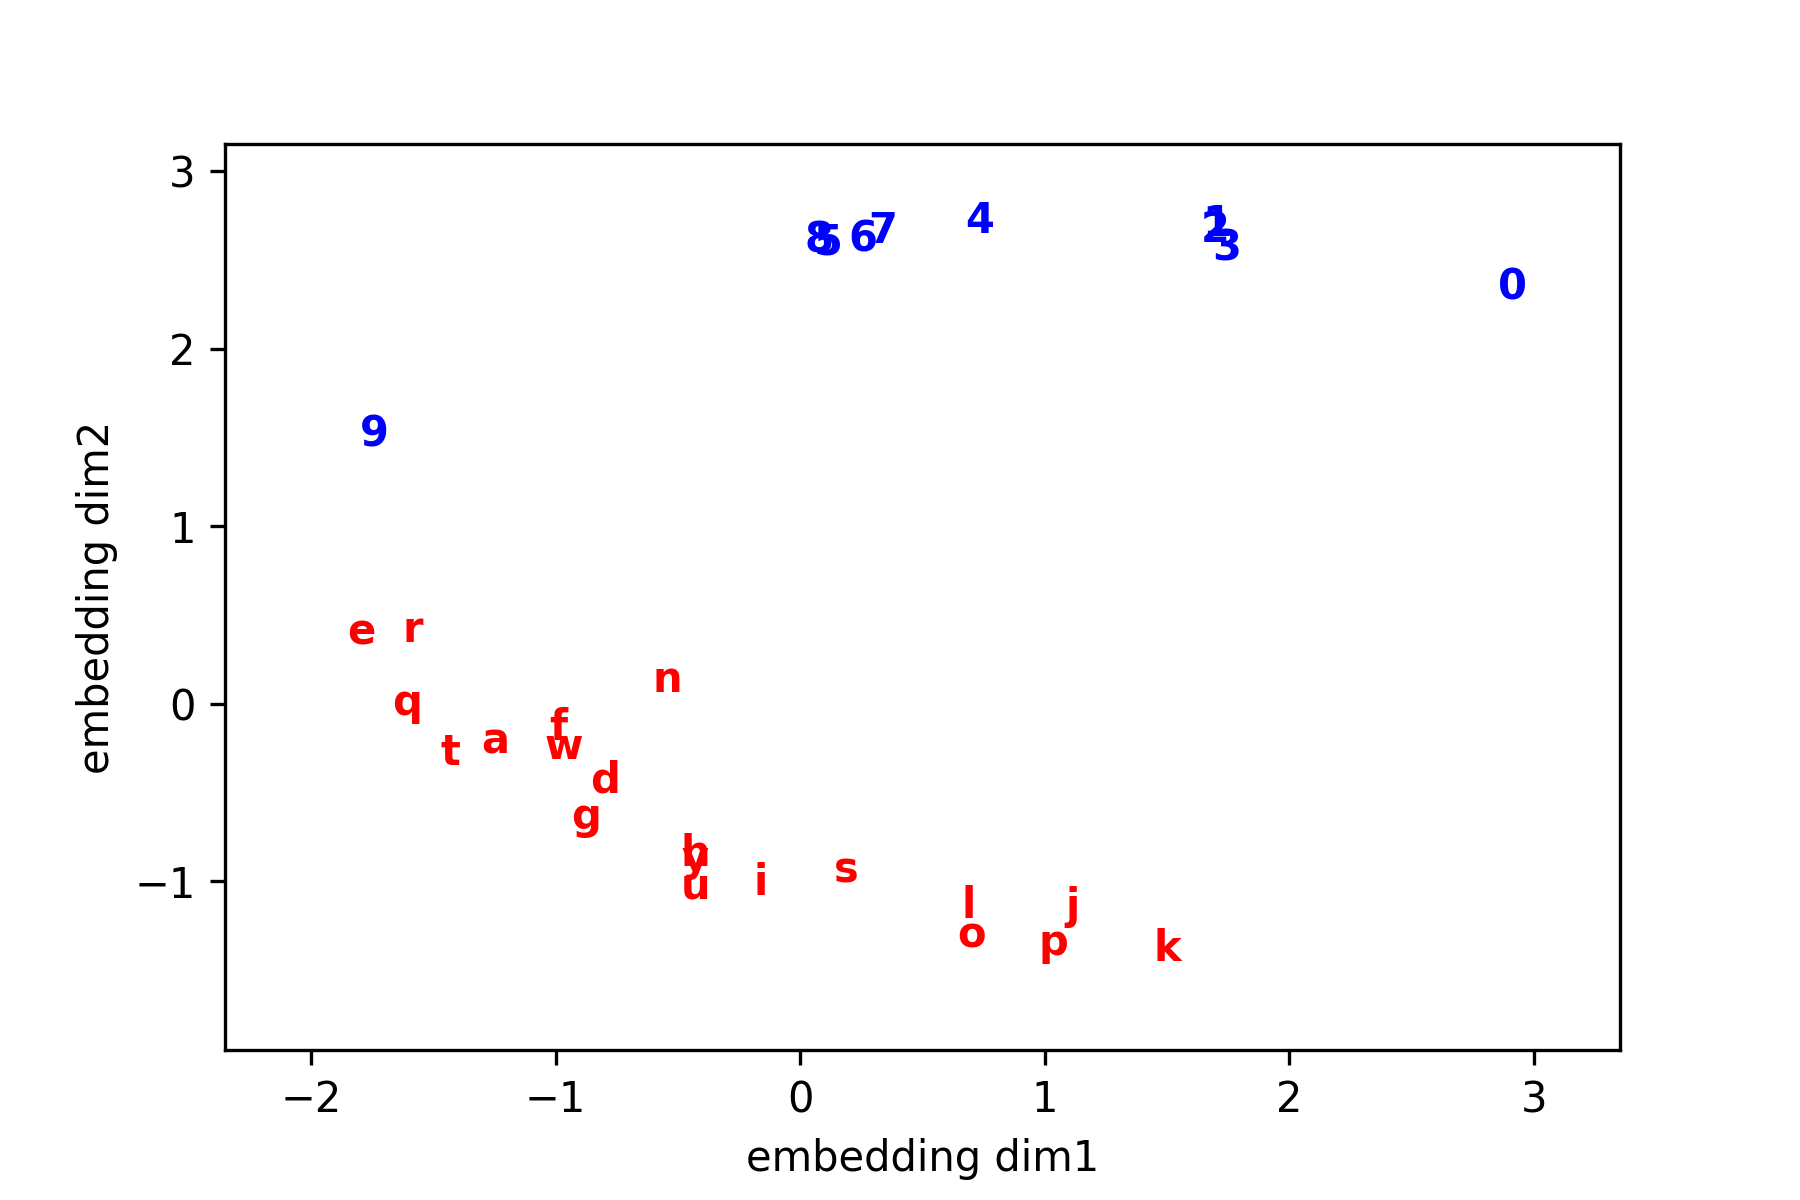 3
2
1
0
−1
embedding dim2
8 5 6 7 4 1 2 3
0
9
e r
n
q
f
t a w
d
g
h
y
u i s
l j
o p k
−2 −1 0 1 2 3
embedding dim1